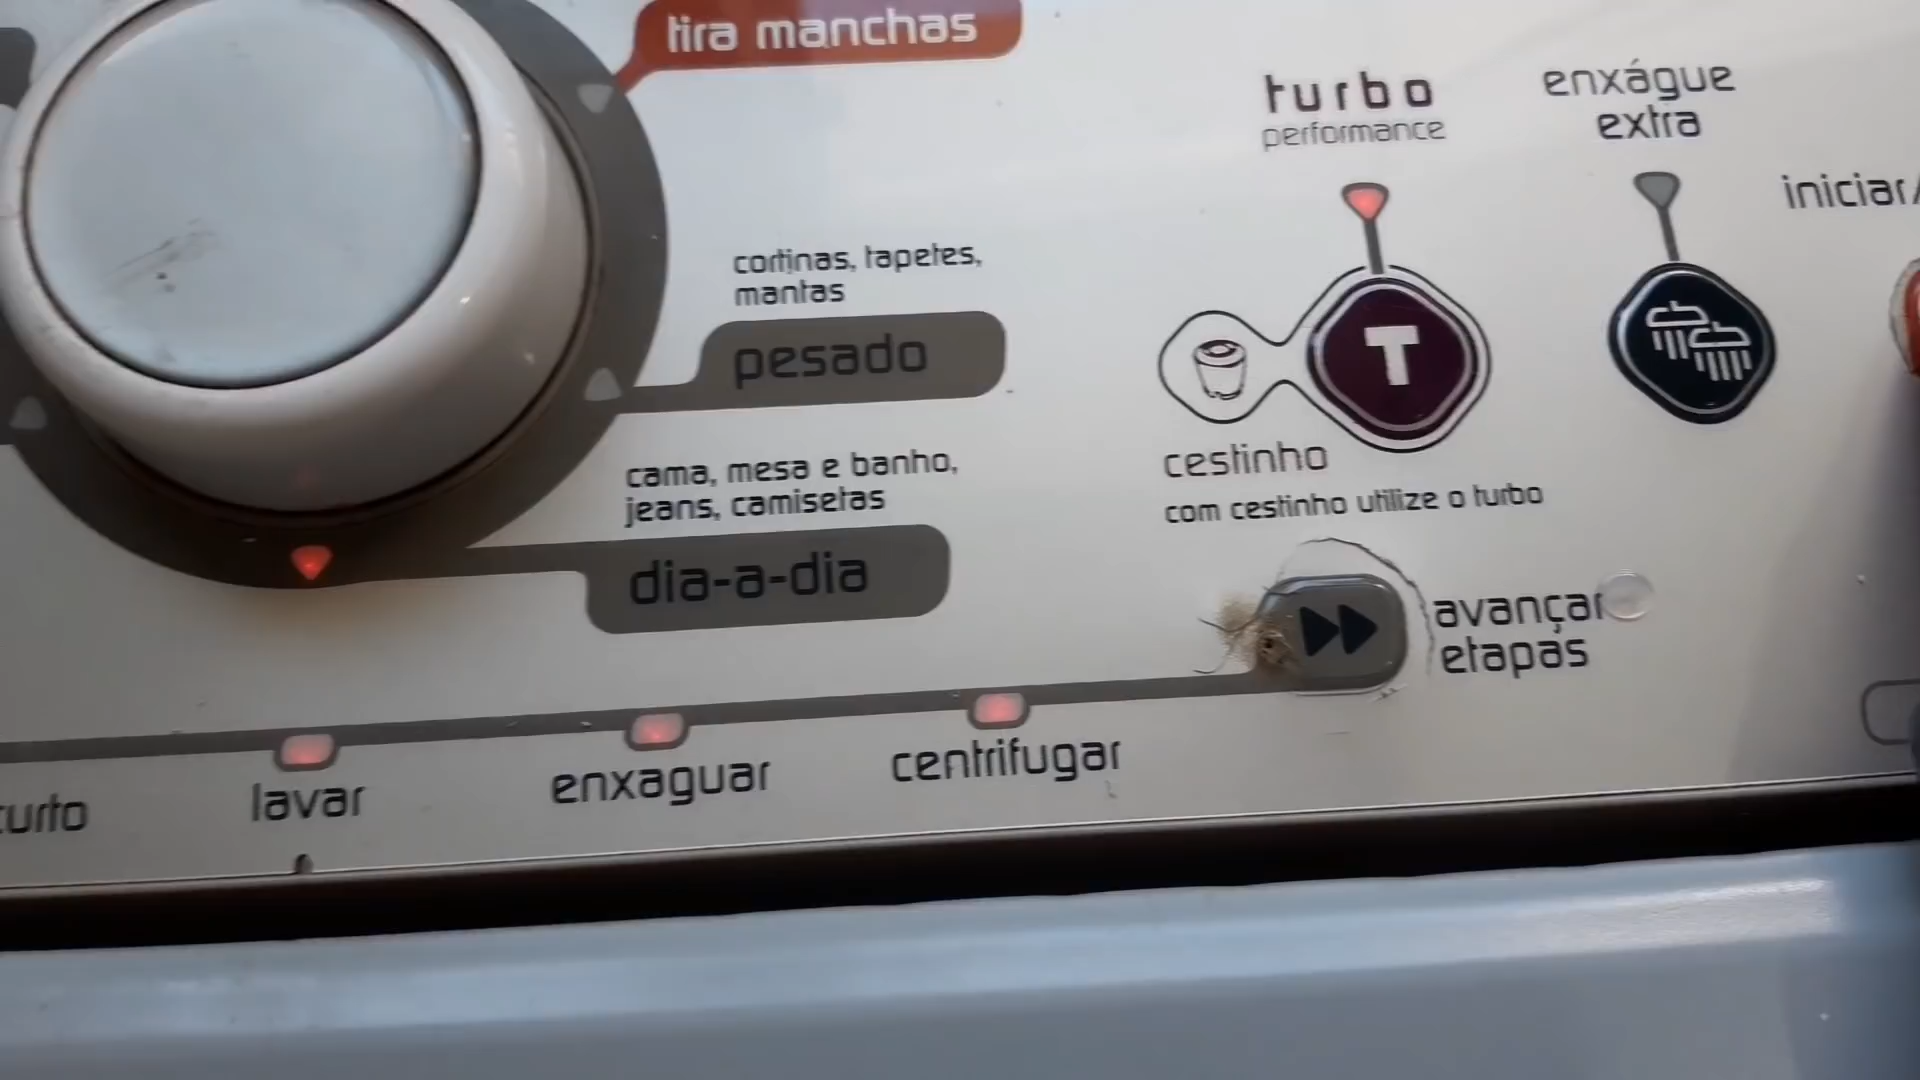 tira manchas
turbo
performance
enxágue
extra
iniciar/
cortinas, tapetes,
mantas
pesado
T
cestinho
com cestinho utilize o turbo
cama, mesa e banho,
jeans, camisetas
dia-a-dia
avançar
etapas
curto
lavar
enxaguar
centrifugar